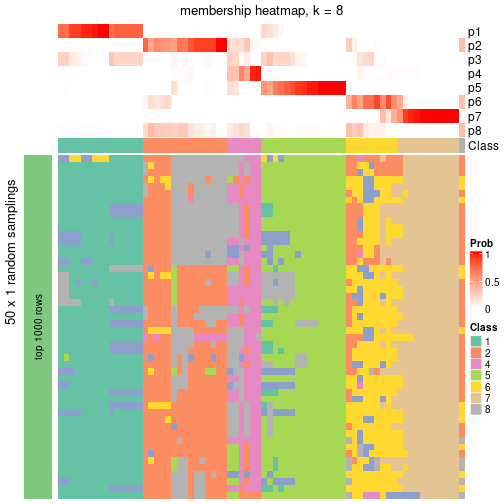 membership heatmap, k = 8
p1
p2
p3
p4
p5
p6
p7
p8
Class
50 x 1 random samplings
top 1000 rows
Prob
1
0.5
0
Class
1
2
4
5
6
7
8